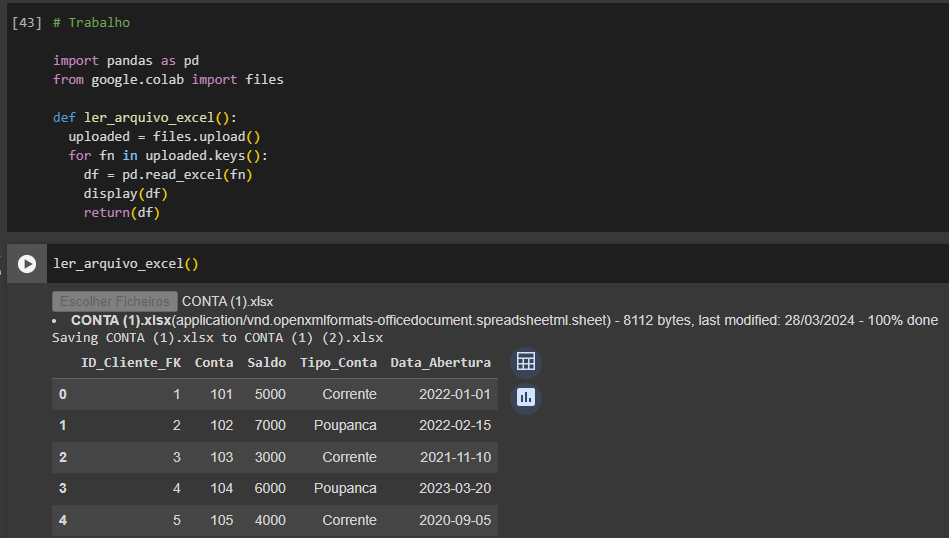 [43] # Trabalho
import pandas as pd
from google.colab import files
def ler_arquivo_excel():
uploaded = files.upload()
for fn in uploaded.keys():
df = pd.read_excel(fn)
display(df)
return(df)
ler_arquivo_excel()
Escolher Ficheiros CONTA (1).xlsx
• CONTA (1).xlsx(application/vnd.openxmlformats-officedocument.spreadsheetml.sheet) - 8112 bytes, last modified: 28/03/2024 - 100% done
Saving CONTA (1).xlsx to CONTA (1) (2).xlsx
ID_Cliente_FK Conta Saldo Tipo_Conta Data_Abertura
0 1 101 5000 Corrente 2022-01-01
1 2 102 7000 Poupanca 2022-02-15
2 3 103 3000 Corrente 2021-11-10
3 4 104 6000 Poupanca 2023-03-20
4 5 105 4000 Corrente 2020-09-05